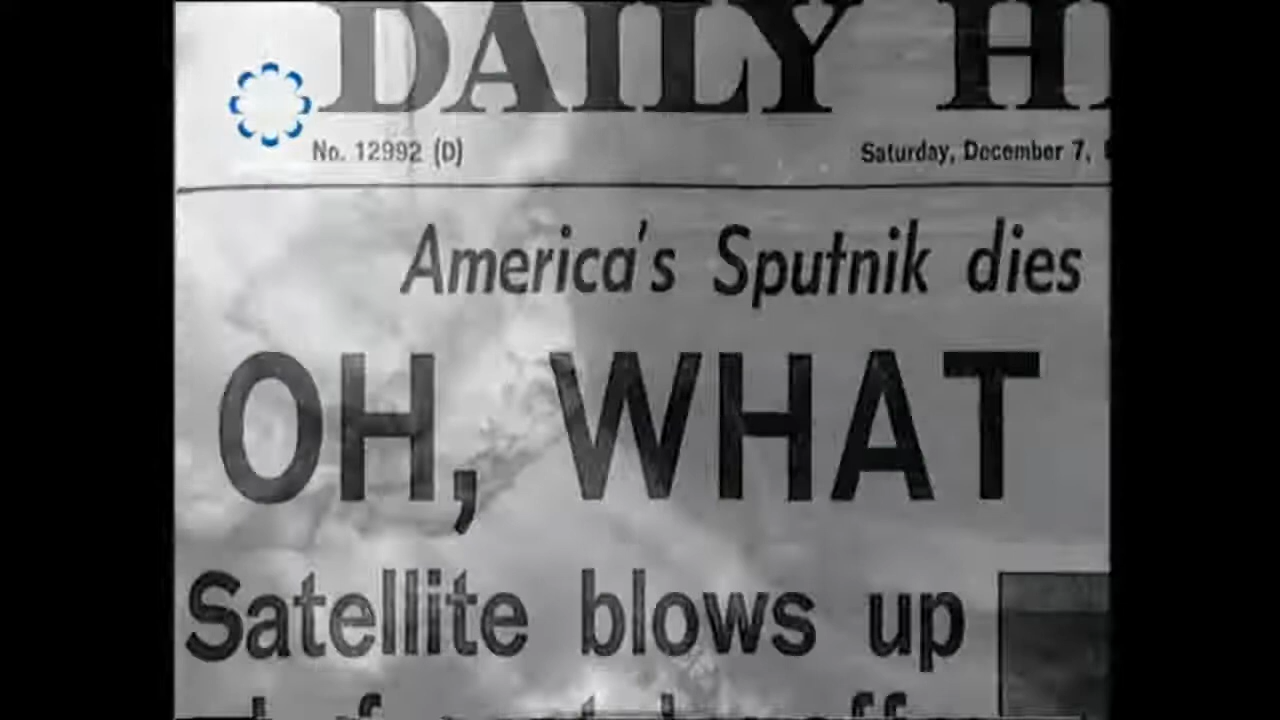 DAILY H
No. 12992 (D)
Saturday, December 7,
America's Sputnik dies
OH, WHAT
Satellite blows up